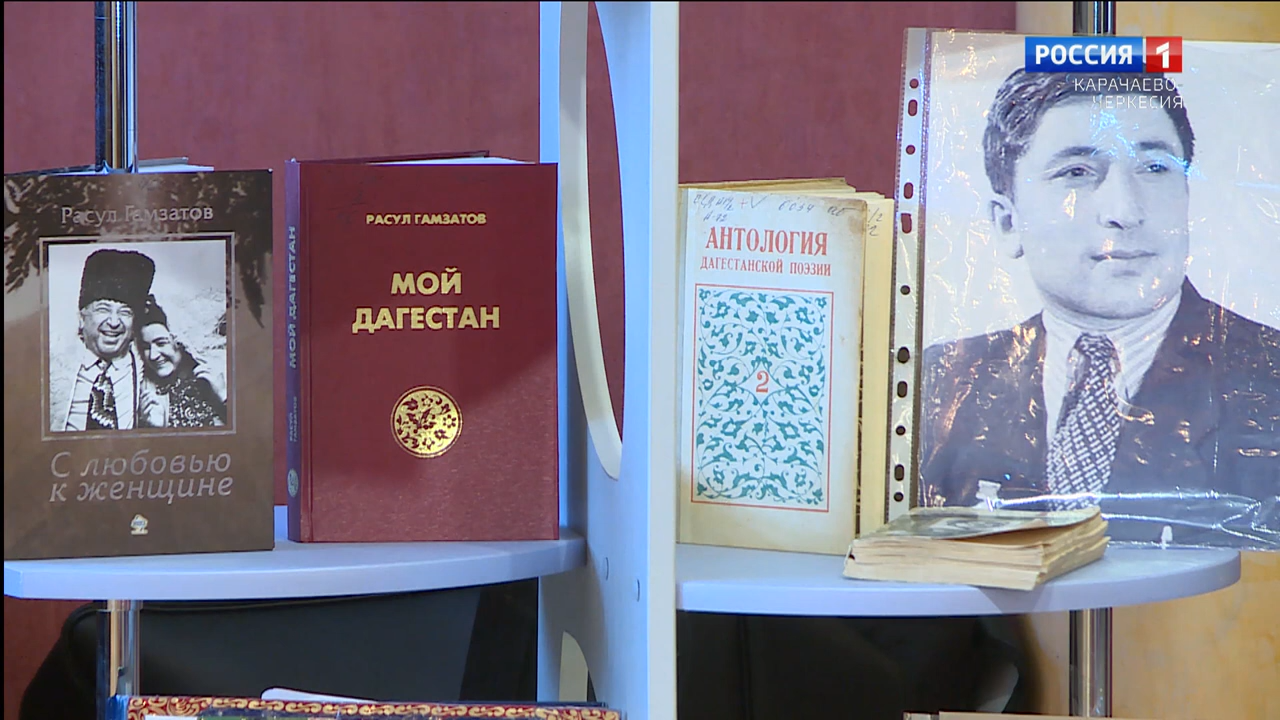 РОССИЯ 1
КАРАЧАЕВО-
ЧЕРКЕСИЯ
Расул Гамзатов
С любовью
к женщине
МОЙ ДАГЕСТАН
РАСУЛ ГАМЗАТОВ
МОЙ
ДАГЕСТАН
АНТОЛОГИЯ
ДАГЕСТАНСКОЙ ПОЭЗИИ
2